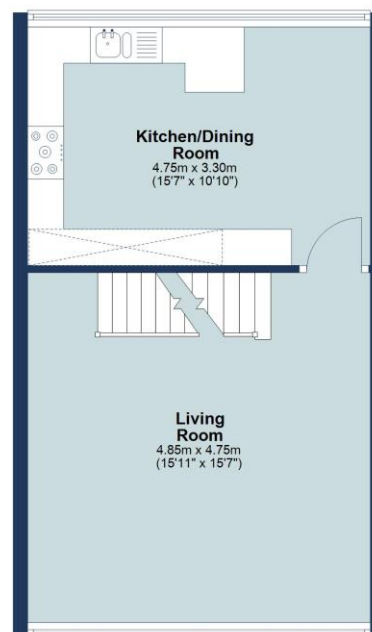 Kitchen/Dining
Room
4.75m x 3.30m
(15'7" x 10'10")
Living
Room
4.85m x 4.75m
(15'11" x 15'7")